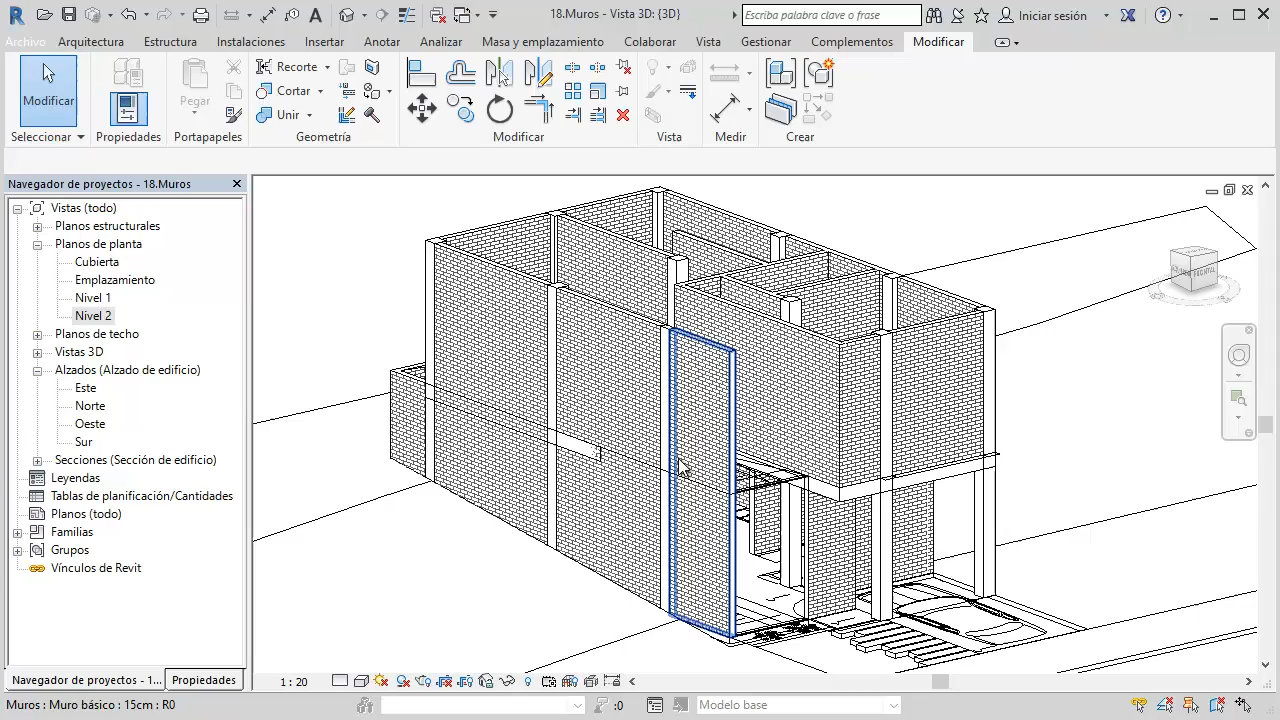 18.Muros - Vista 3D: {3D}
Escriba palabra clave o frase
Iniciar sesión
Archivo
Arquitectura
Estructura
Instalaciones
Insertar
Anotar
Analizar
Masa y emplazamiento
Colaborar
Vista
Gestionar
Complementos
Modificar
Modificar
Pegar
Recorte
Cortar
Unir
Seleccionar
Propiedades
Portapapeles
Geometría
Modificar
Vista
Medir
Crear
Navegador de proyectos - 18.Muros
Vistas (todo)
Planos estructurales
Planos de planta
Cubierta
Emplazamiento
Nivel 1
Nivel 2
Planos de techo
Vistas 3D
Alzados (Alzado de edificio)
Este
Norte
Oeste
Sur
Secciones (Sección de edificio)
Leyendas
Tablas de planificación/Cantidades
Planos (todo)
Familias
Grupos
Vínculos de Revit
Navegador de proyectos - 1...
Propiedades
1 : 20
Muros : Muro básico : 15cm : R0
:0
Modelo base